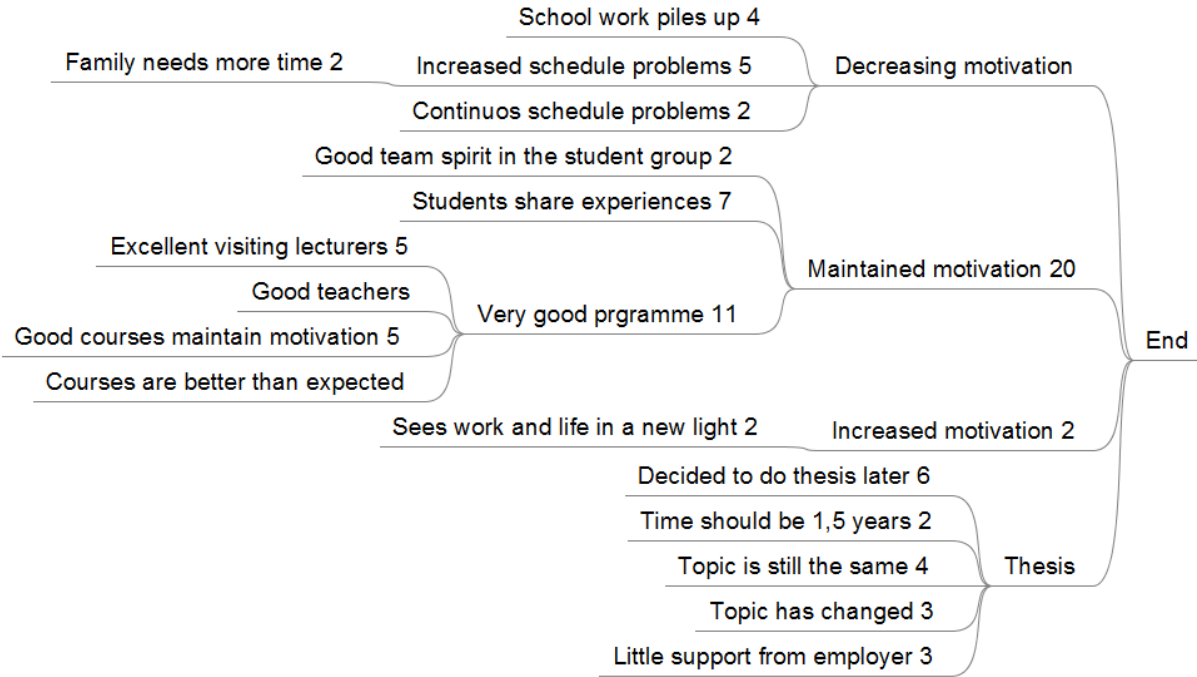 School work piles up 4
Family needs more time 2
Increased schedule problems 5
Decreasing motivation
Continuos schedule problems 2
Good team spirit in the student group 2
Students share experiences 7
Excellent visiting lecturers 5
Maintained motivation 20
Good teachers
Very good prgramme 11
Good courses maintain motivation 5
End
Courses are better than expected
Sees work and life in a new light 2
Increased motivation 2
Decided to do thesis later 6
Time should be 1,5 years 2
Topic is still the same 4
Thesis
Topic has changed 3
Little support from employer 3